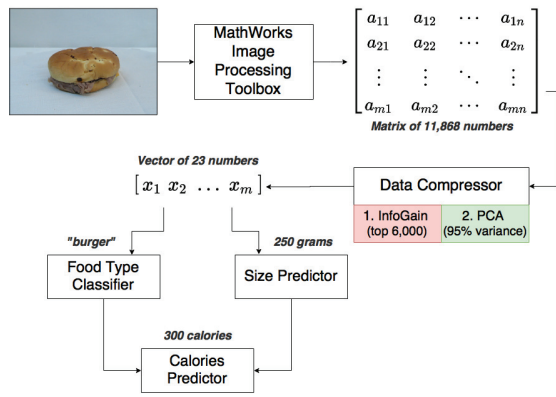 MathWorks
Image
Processing
Toolbox
a11 a12 ⋯ a1n
a21 a22 ⋯ a2n
⋮ ⋮ ⋱ ⋮
am1 am2 ⋯ amn
Matrix of 11,868 numbers
Vector of 23 numbers
[ x1 x2 … xm ]
Data Compressor
1. InfoGain
(top 6,000)
2. PCA
(95% variance)
"burger"
Food Type
Classifier
250 grams
Size Predictor
300 calories
Calories
Predictor